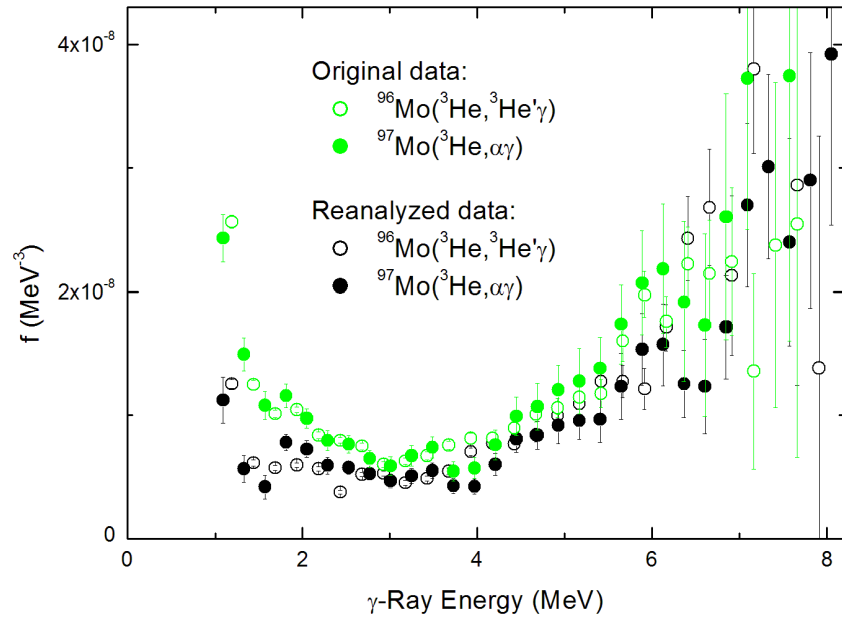 4x10⁻⁸
Original data:
⁹⁶Mo(³He,³He'γ)
⁹⁷Mo(³He,αγ)
Reanalyzed data:
⁹⁶Mo(³He,³He'γ)
⁹⁷Mo(³He,αγ)
2x10⁻⁸
f (MeV⁻³)
0
0 2 4 6 8
γ-Ray Energy (MeV)